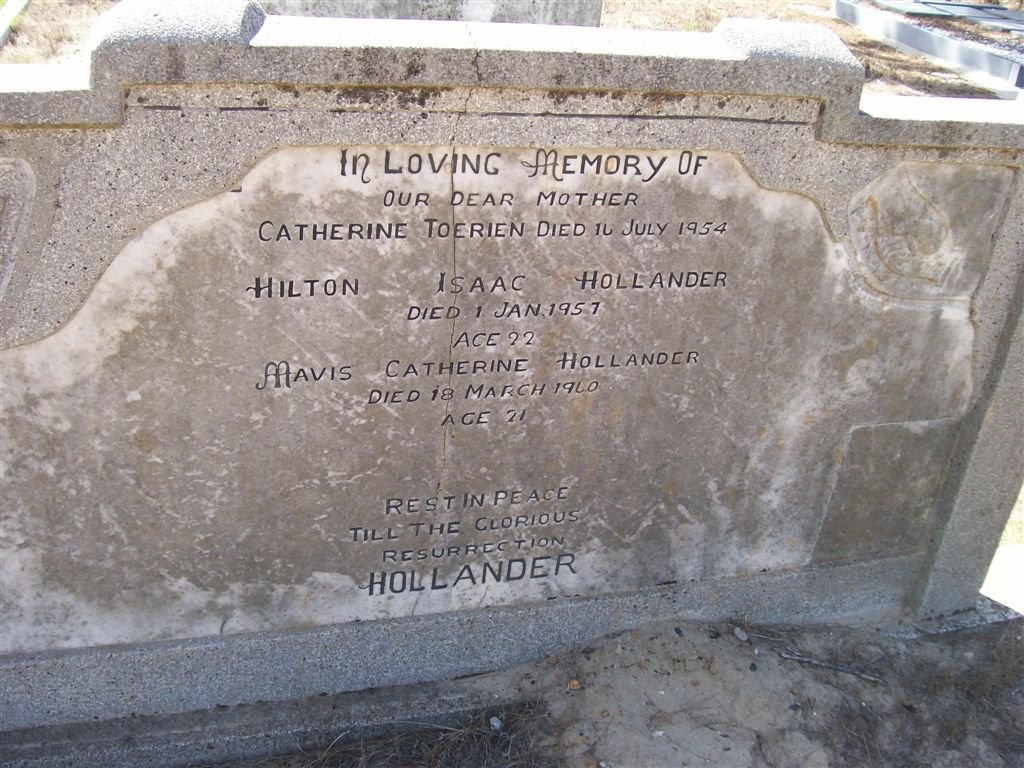 In Loving Memory Of
Our Dear Mother
Catherine Toerien Died 16 July 1954
Hilton Isaac Hollander
Died 1 Jan. 1957
Age 22
Mavis Catherine Hollander
Died 18 March 1960
Age 21
Rest In Peace
Till The Glorious
Resurrection
HOLLANDER